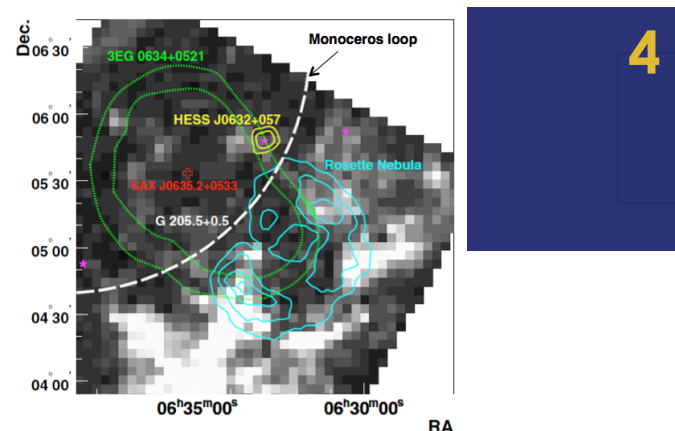 Dec.
06° 30'
06° 00'
05° 30'
05° 00'
04° 30'
04° 00'
3EG 0634+0521
Monoceros loop
HESS J0632+057
Rosette Nebula
SAX J0635.2+0533
G 205.5+0.5
06h35m00s
06h30m00s
RA
4